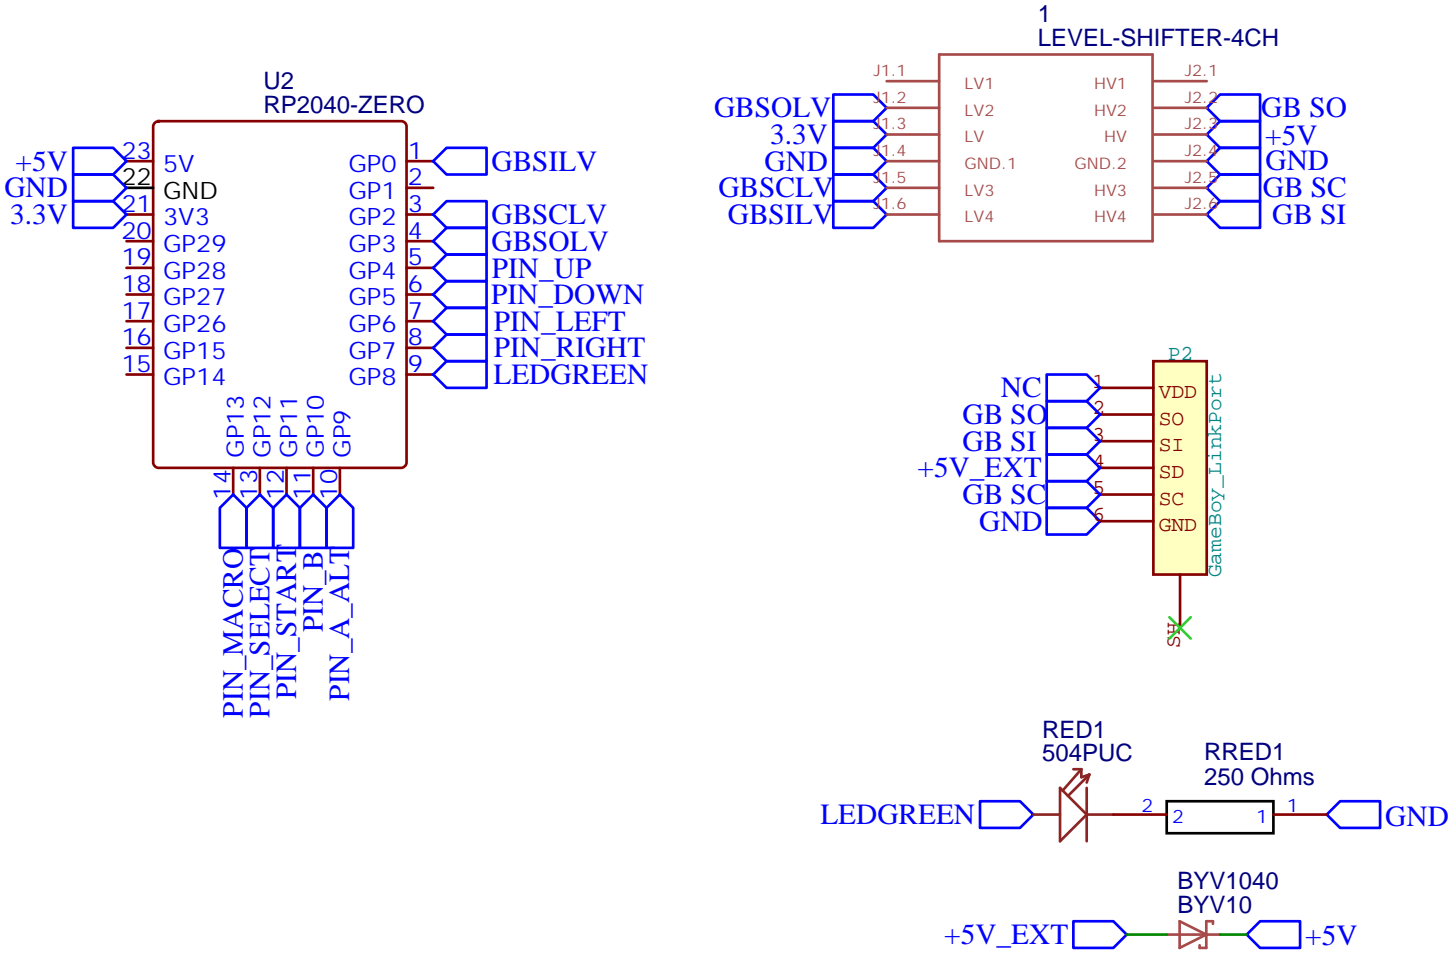 U2
RP2040-ZERO
+5V 23 5V
GND 22 GND
3.3V 21 3V3
20 GP29
19 GP28
18 GP27
17 GP26
16 GP15
15 GP14
GP0 1 GBSILV
GP1 2
GP2 3 GBSCLV
GP3 4 GBSOLV
GP4 5 PIN_UP
GP5 6 PIN_DOWN
GP6 7 PIN_LEFT
GP7 8 PIN_RIGHT
GP8 9 LEDGREEN
GP13 14 PIN_MACRO
GP12 13 PIN_SELECT
GP11 12 PIN_START
GP10 11 PIN_B
GP9 10 PIN_A_ALT
1
LEVEL-SHIFTER-4CH
J1.1 LV1 HV1 J2.1
GBSOLV J1.2 LV2 HV2 J2.2 GB SO
3.3V J1.3 LV HV J2.3 +5V
GND J1.4 GND.1 GND.2 J2.4 GND
GBSCLV J1.5 LV3 HV3 J2.5 GB SC
GBSILV J1.6 LV4 HV4 J2.6 GB SI
P2
GameBoy_LinkPort
NC 1 VDD
GB SO 2 SO
GB SI 3 SI
+5V_EXT 4 SD
GB SC 5 SC
GND 6 GND
SH
RED1
504PUC
RRED1
250 Ohms
LEDGREEN 2 2 1 1 GND
BYV1040
BYV10
+5V_EXT +5V